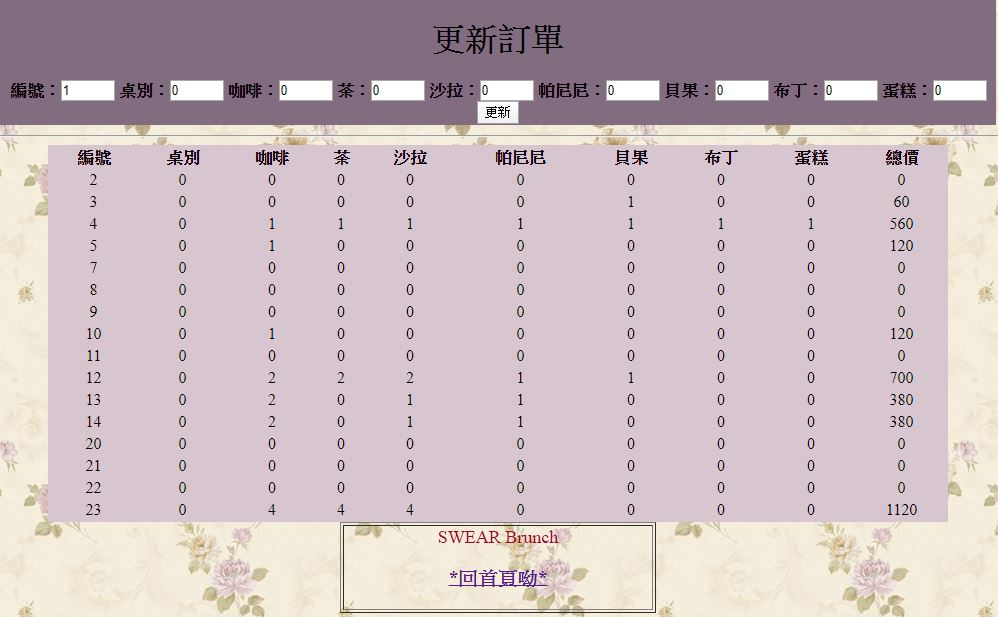 更新訂單
編號：1 桌別：0 咖啡：0 茶：0 沙拉：0 帕尼尼：0 貝果：0 布丁：0 蛋糕：0
更新
編號 桌別 咖啡 茶 沙拉 帕尼尼 貝果 布丁 蛋糕 總價
2 0 0 0 0 0 0 0 0 0
3 0 0 0 0 0 1 0 0 60
4 0 1 1 1 1 1 1 1 560
5 0 1 0 0 0 0 0 0 120
7 0 0 0 0 0 0 0 0 0
8 0 0 0 0 0 0 0 0 0
9 0 0 0 0 0 0 0 0 0
10 0 1 0 0 0 0 0 0 120
11 0 0 0 0 0 0 0 0 0
12 0 2 2 2 1 1 0 0 700
13 0 2 0 1 1 0 0 0 380
14 0 2 0 1 1 0 0 0 380
20 0 0 0 0 0 0 0 0 0
21 0 0 0 0 0 0 0 0 0
22 0 0 0 0 0 0 0 0 0
23 0 4 4 4 0 0 0 0 1120
SWEAR Brunch
*回首頁呦*